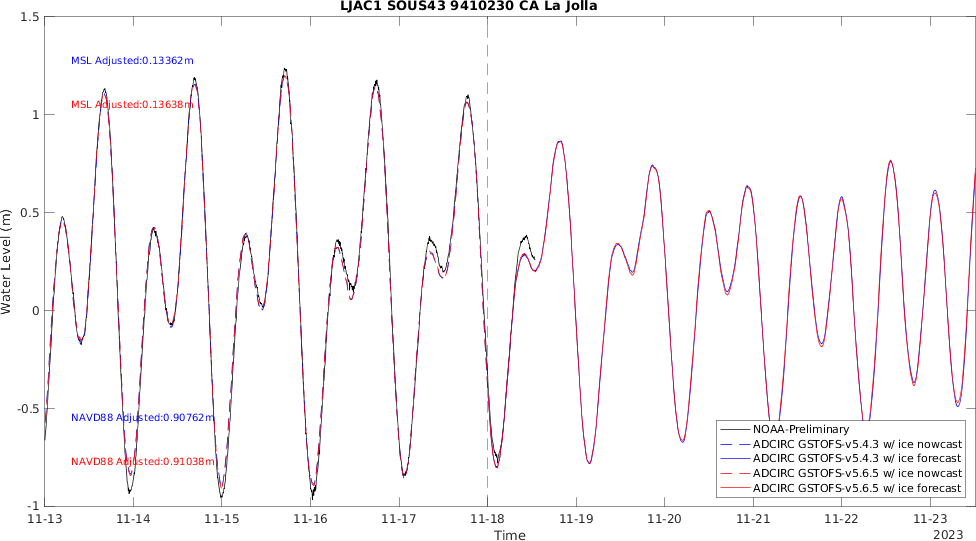 LJAC1 SOUS43 9410230 CA La Jolla
1.5
1
0.5
0
-0.5
-1
Water Level (m)
MSL Adjusted:0.13362m
MSL Adjusted:0.13638m
NAVD88 Adjusted:0.90762m
NAVD88 Adjusted:0.91038m
NOAA-Preliminary
ADCIRC GSTOFS-v5.4.3 w/ ice nowcast
ADCIRC GSTOFS-v5.4.3 w/ ice forecast
ADCIRC GSTOFS-v5.6.5 w/ ice nowcast
ADCIRC GSTOFS-v5.6.5 w/ ice forecast
11-13 11-14 11-15 11-16 11-17 11-18 11-19 11-20 11-21 11-22 11-23
Time
2023